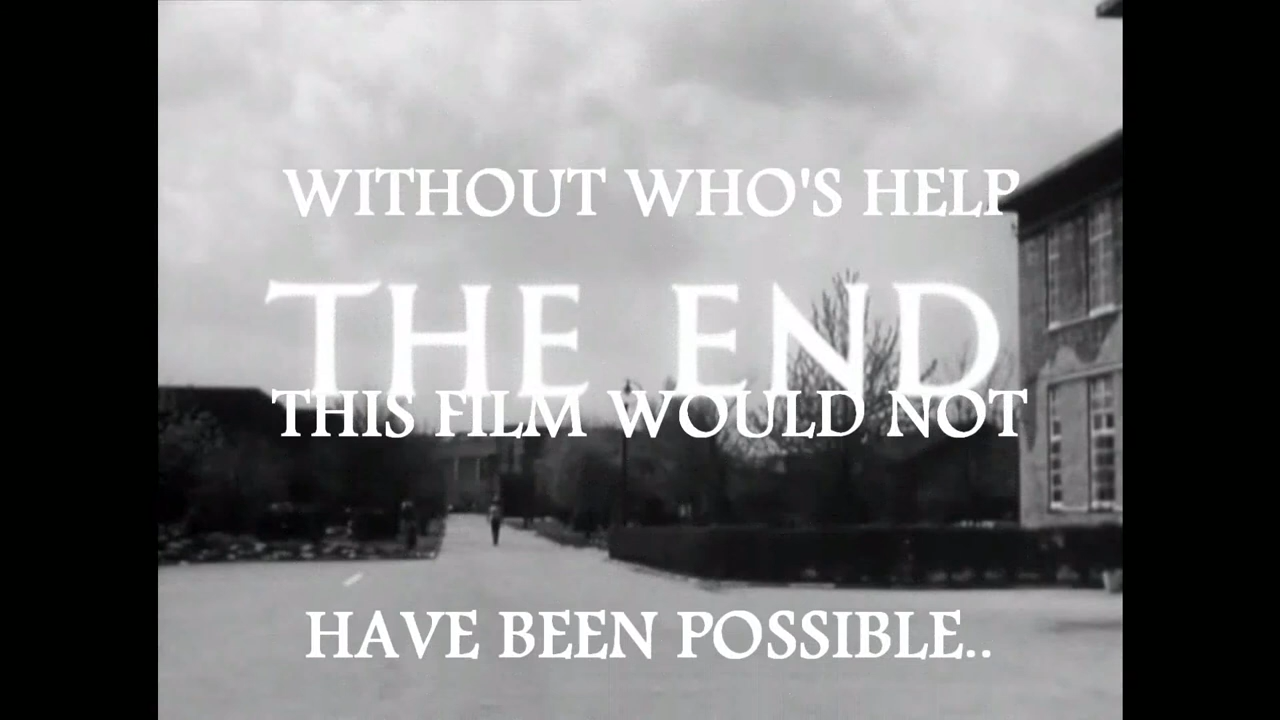 WITHOUT WHO'S HELP
THE END
THIS FILM WOULD NOT
HAVE BEEN POSSIBLE..